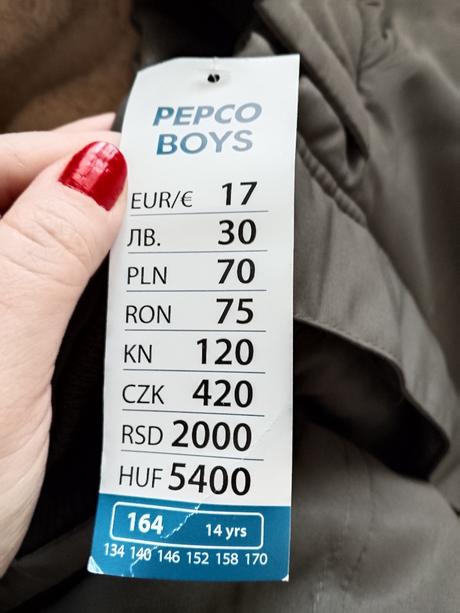 PEPCO
BOYS
EUR/€ 17
ЛВ. 30
PLN 70
RON 75
KN 120
CZK 420
RSD 2000
HUF 5400
164 14 yrs
134 140 146 152 158 170